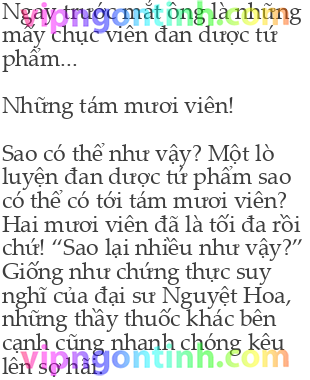 Ngay trước mắt ông là những
mấy chục viên đan dược tứ
phẩm...
Những tám mươi viên!
Sao có thể như vậy? Một lò
luyện đan dược tứ phẩm sao
có thể có tới tám mươi viên?
Hai mươi viên đã là tối đa rồi
chứ! “Sao lại nhiều như vậy?”
Giống như chứng thực suy
nghĩ của đại sư Nguyệt Hoa,
những thầy thuốc khác bên
cạnh cũng nhanh chóng kêu
lên sợ hãi.
vipngontinh.com
vipngontinh.com